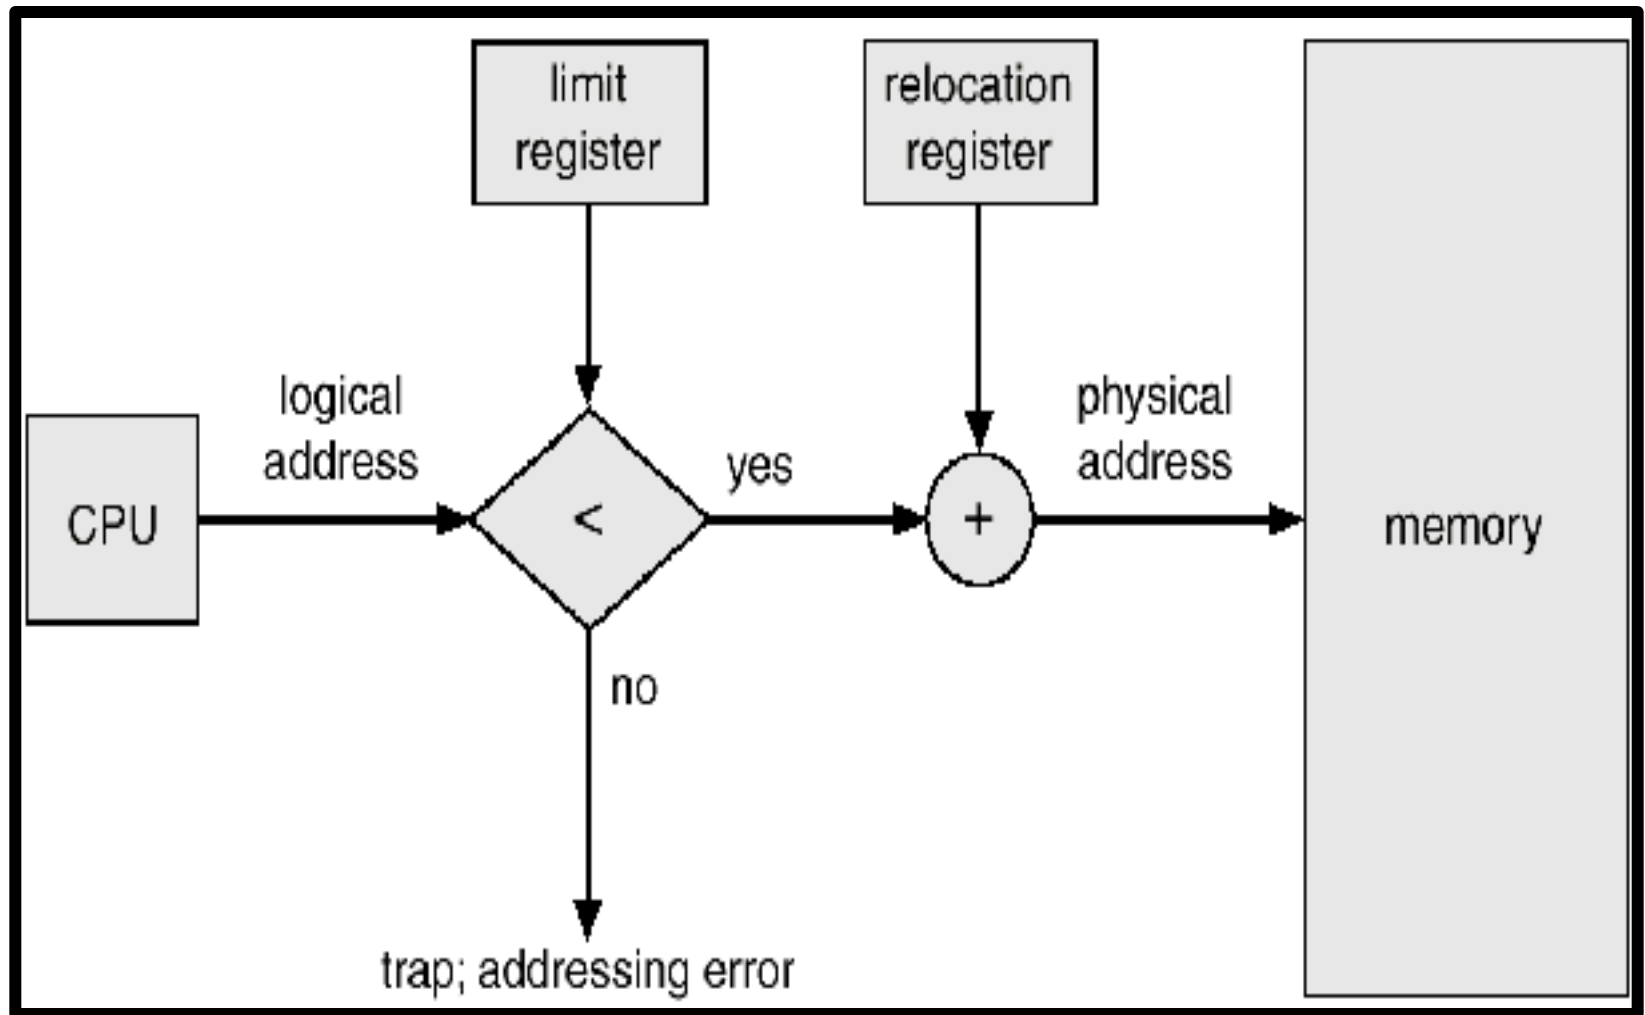 limit
register
relocation
register
logical
address
physical
address
yes
CPU
<
+
memory
no
trap; addressing error